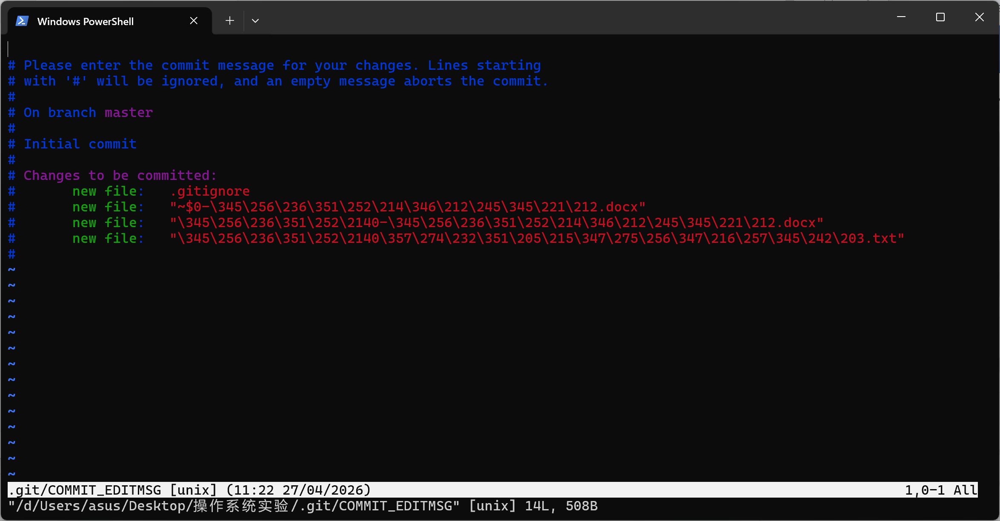 Windows PowerShell
# Please enter the commit message for your changes. Lines starting
# with '#' will be ignored, and an empty message aborts the commit.
#
# On branch master
#
# Initial commit
#
# Changes to be committed:
#       new file:   .gitignore
#       new file:   "~$0-\345\256\236\351\252\214\346\212\245\345\221\212.docx"
#       new file:   "\345\256\236\351\252\2140-\345\256\236\351\252\214\346\212\245\345\221\212.docx"
#       new file:   "\345\256\236\351\252\2140\357\274\232\351\205\215\347\275\256\347\216\257\345\242\203.txt"
#
~
~
~
~
~
~
~
~
~
~
~
~
~
~
.git/COMMIT_EDITMSG [unix] (11:22 27/04/2026) 1,0-1 All
"/d/Users/asus/Desktop/操作系统实验/.git/COMMIT_EDITMSG" [unix] 14L, 508B